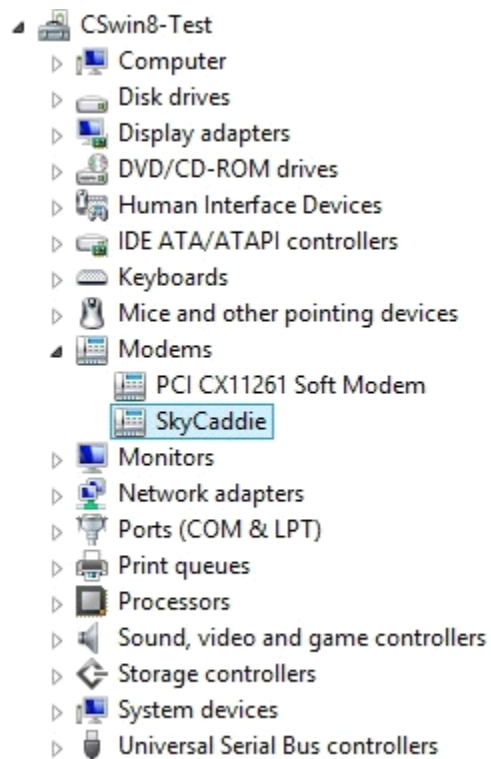 CSwin8-Test
Computer
Disk drives
Display adapters
DVD/CD-ROM drives
Human Interface Devices
IDE ATA/ATAPI controllers
Keyboards
Mice and other pointing devices
Modems
PCI CX11261 Soft Modem
SkyCaddie
Monitors
Network adapters
Ports (COM & LPT)
Print queues
Processors
Sound, video and game controllers
Storage controllers
System devices
Universal Serial Bus controllers